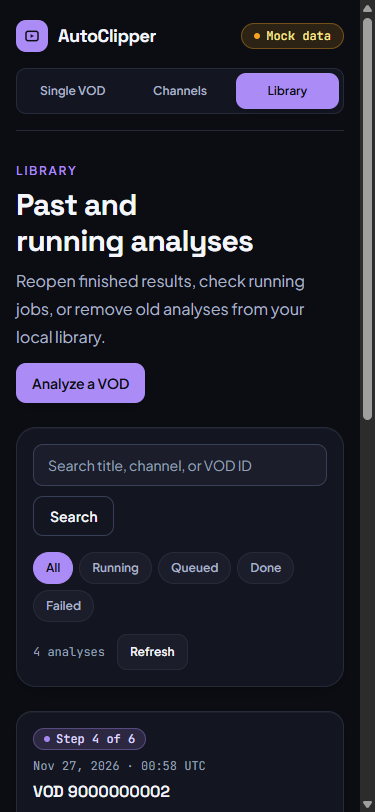 AutoClipper
Mock data
Single VOD
Channels
Library
LIBRARY
Past and
running analyses
Reopen finished results, check running
jobs, or remove old analyses from your
local library.
Analyze a VOD
Search title, channel, or VOD ID
Search
All
Running
Queued
Done
Failed
4 analyses
Refresh
Step 4 of 6
Nov 27, 2026 · 00:58 UTC
VOD 9000000002